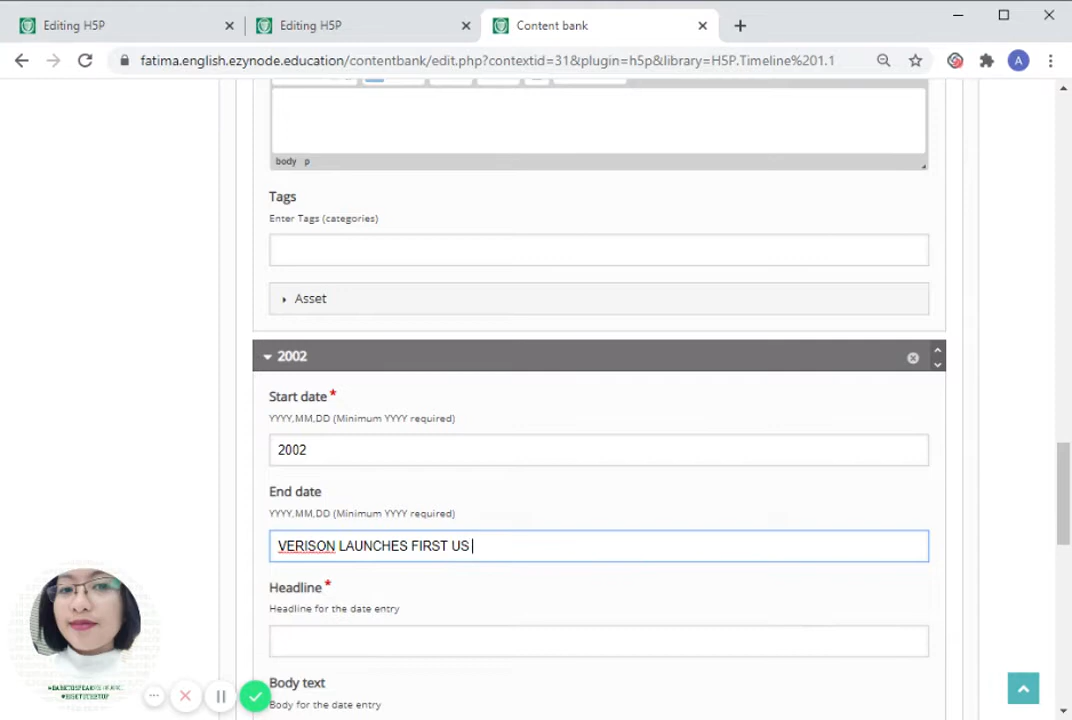 Editing H5P
Editing H5P
Content bank
fatima.english.ezynode.education/contentbank/edit.php?contextid=31&plugin=h5p&library=H5P.Timeline%201.1
A
body p
Tags
Enter Tags (categories)
Asset
2002
Start date *
YYYY,MM,DD (Minimum YYYY required)
2002
End date
YYYY,MM,DD (Minimum YYYY required)
VERISON LAUNCHES FIRST US
Headline *
Headline for the date entry
Body text
Body for the date entry